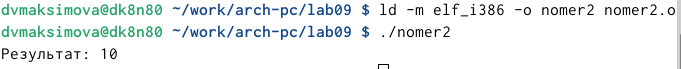 dvmaksimova@dk8n80 ~/work/arch-pc/lab09 $ ld -m elf_i386 -o nomer2 nomer2.o
dvmaksimova@dk8n80 ~/work/arch-pc/lab09 $ ./nomer2
Результат: 10